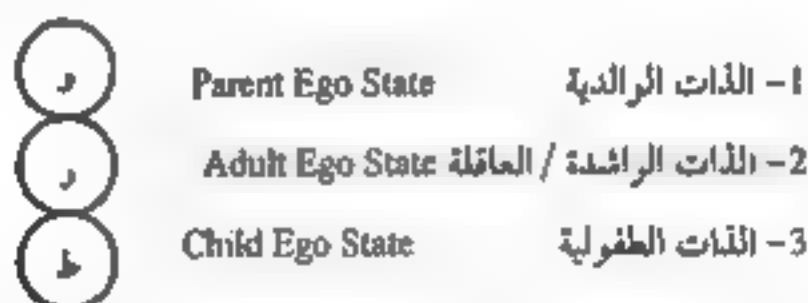 1- الذات الوالدية Parent Ego State و
2- الذات الراشدة / العاقلة Adult Ego State ر
3- الذات الطفولية Child Ego State ط